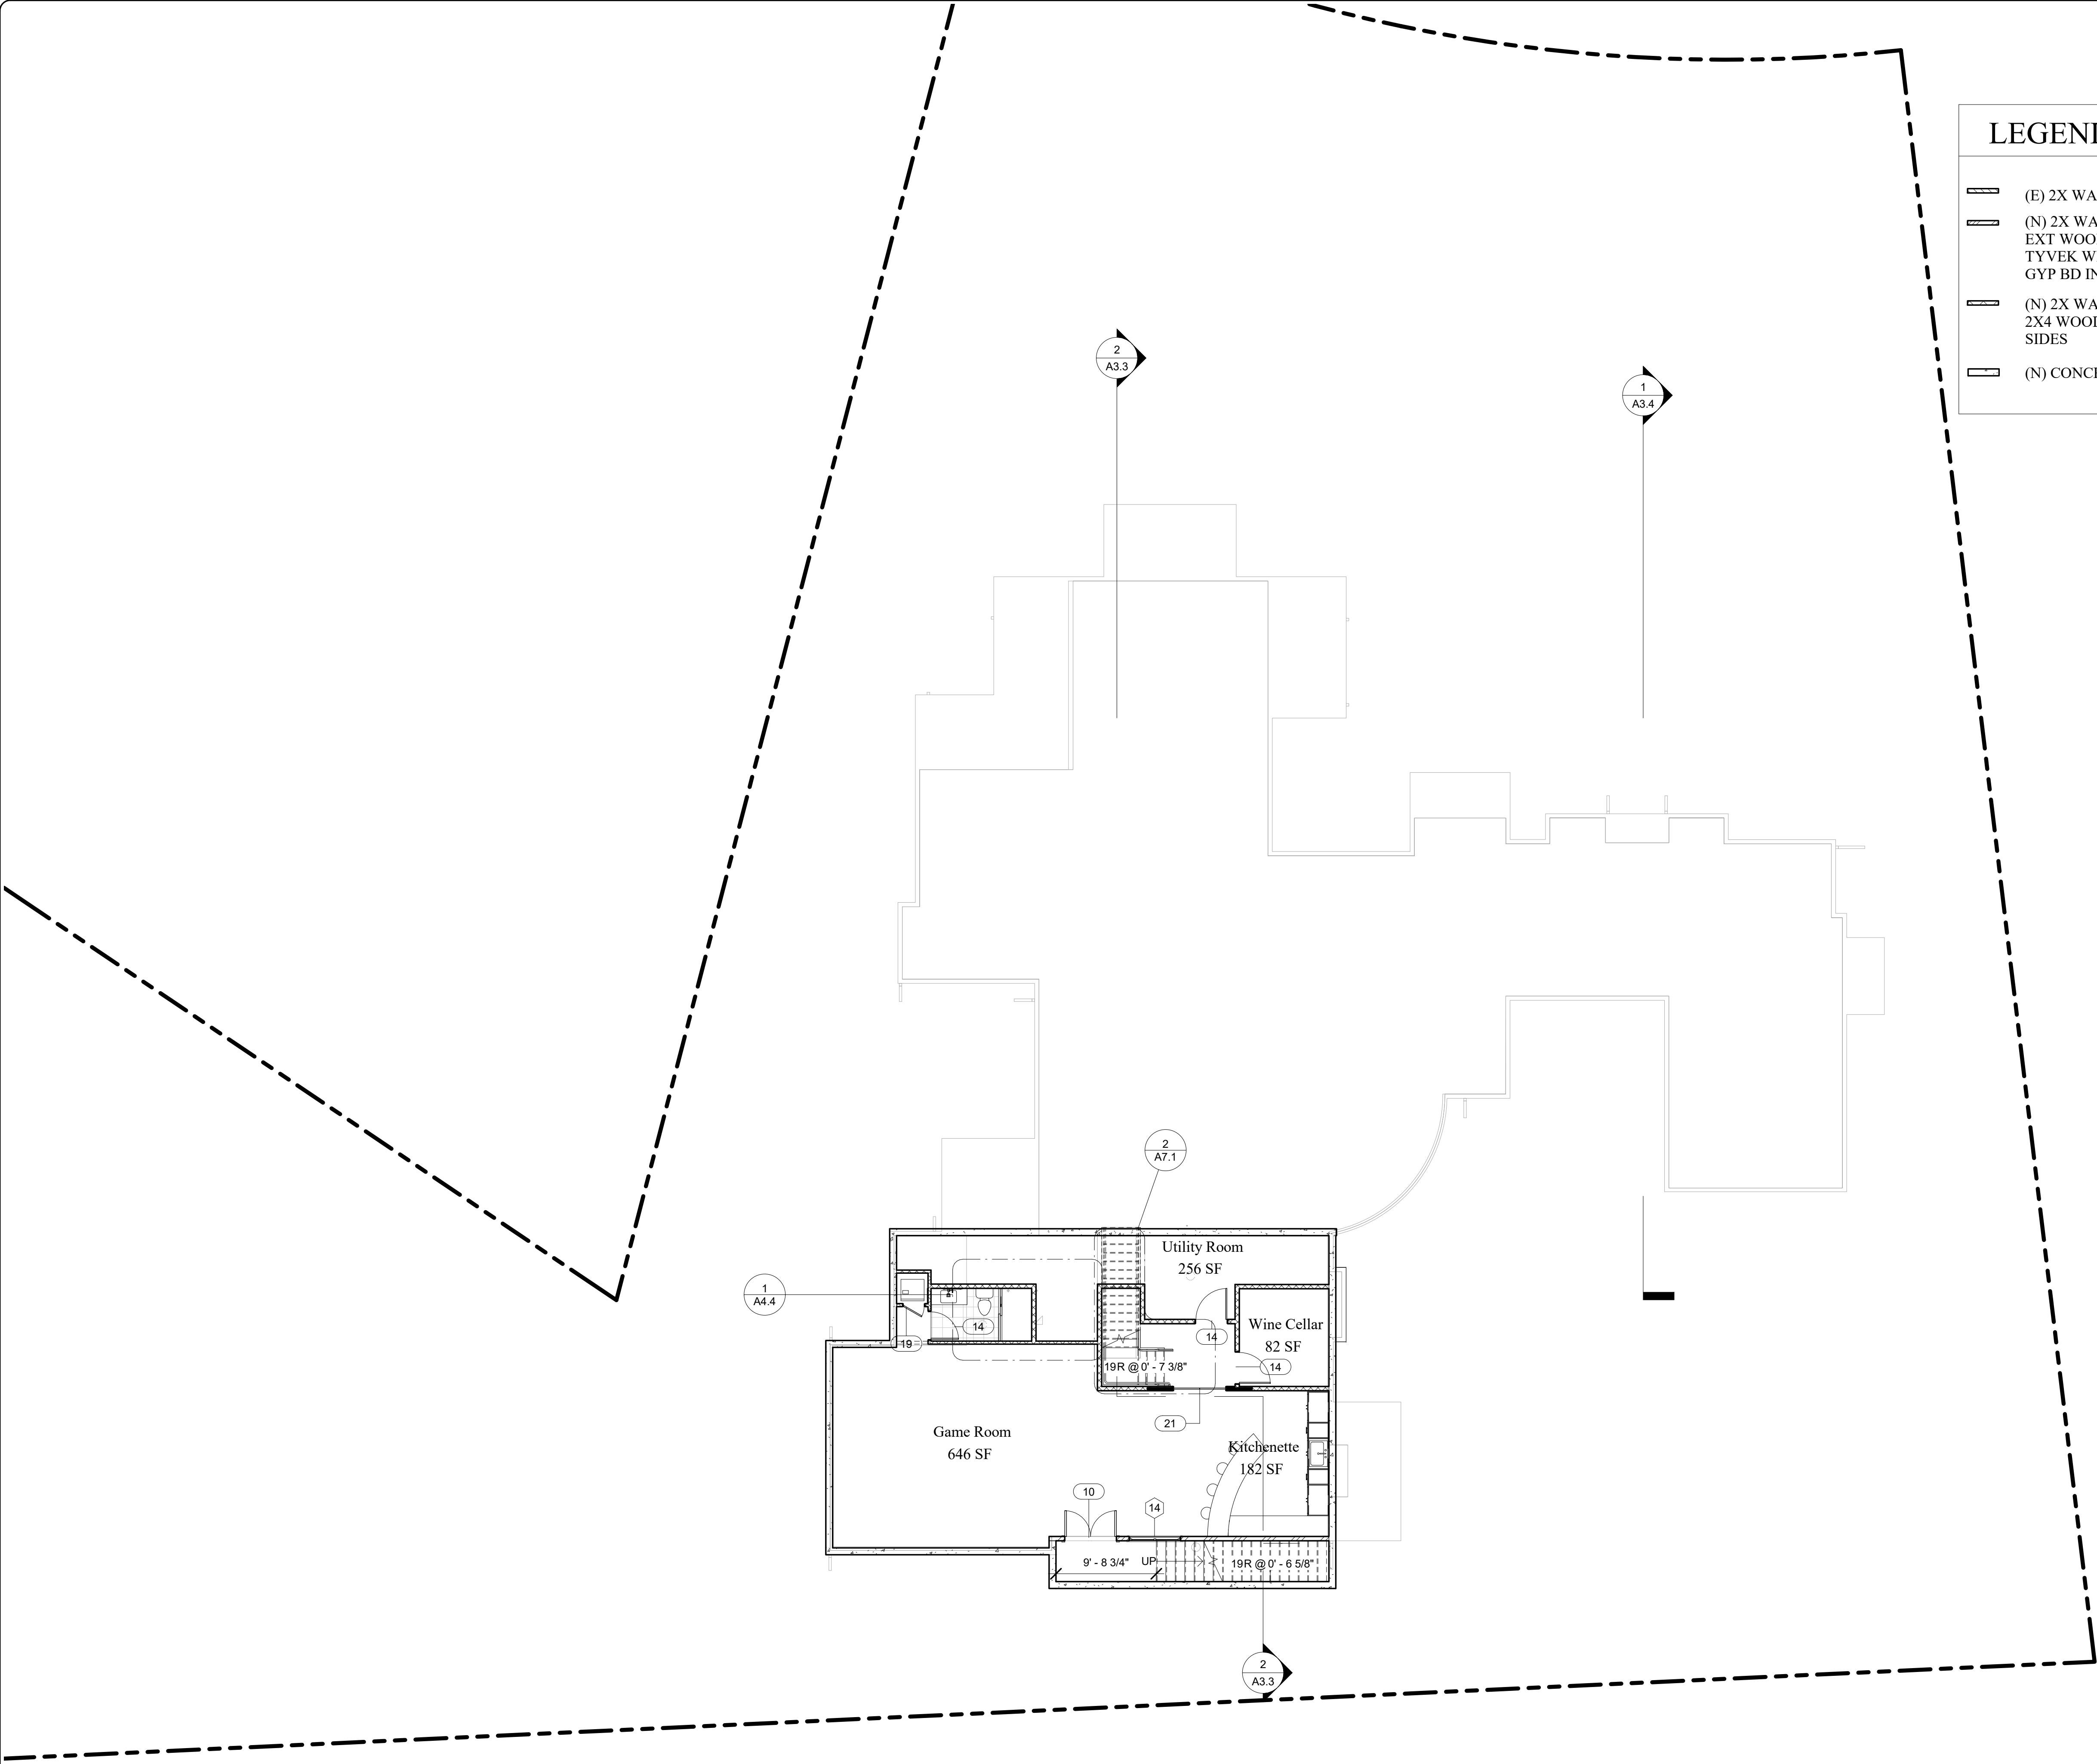 LEGEN
(E) 2X WA
(N) 2X WA
EXT WOO
TYVEK W
GYP BD IN
(N) 2X WA
2X4 WOO
SIDES
(N) CONC
2
A3.3
1
A3.4
2
A7.1
Utility Room
256 SF
1
A4.4
14
19
14
Wine Cellar
82 SF
14
19R @ 0' - 7 3/8"
21
Game Room
646 SF
Kitchenette
182 SF
10
14
9' - 8 3/4"
UP
19R @ 0' - 6 5/8"
2
A3.3